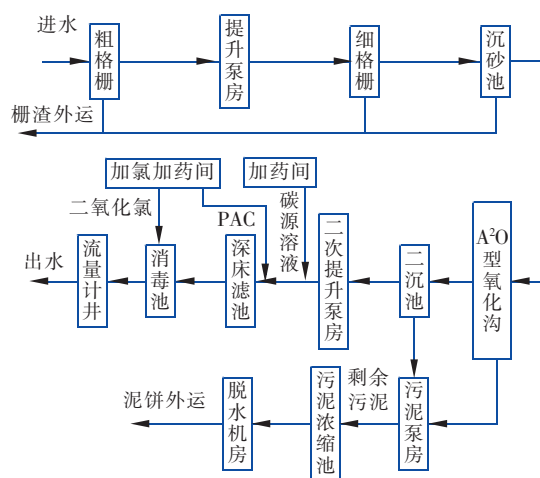 进水
粗格栅
提升泵房
细格栅
沉砂池
栅渣外运
加氯加药间
加药间
二氧化氯
PAC
碳源溶液
出水
流量计井
消毒池
深床滤池
二次提升泵房
二沉池
A²O型氧化沟
泥饼外运
脱水机房
污泥浓缩池
剩余
污泥
污泥泵房